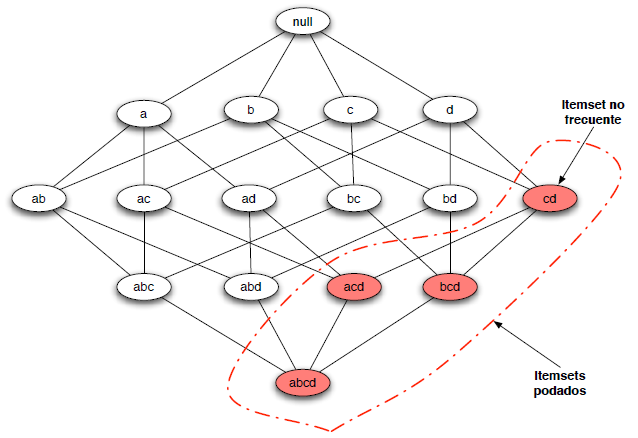 null
a
b
c
d
Itemset no
frecuente
ab
ac
ad
bc
bd
cd
abc
abd
acd
bcd
abcd
Itemsets
podados